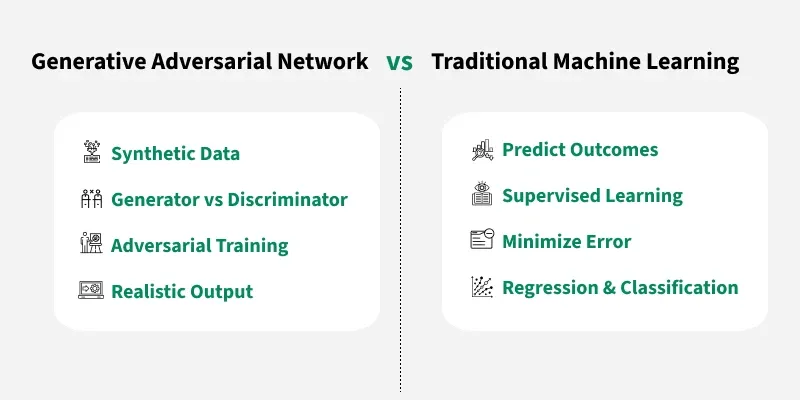 Generative Adversarial Network vs Traditional Machine Learning
Synthetic Data
Generator vs Discriminator
Adversarial Training
Realistic Output
Predict Outcomes
Supervised Learning
Minimize Error
Regression & Classification